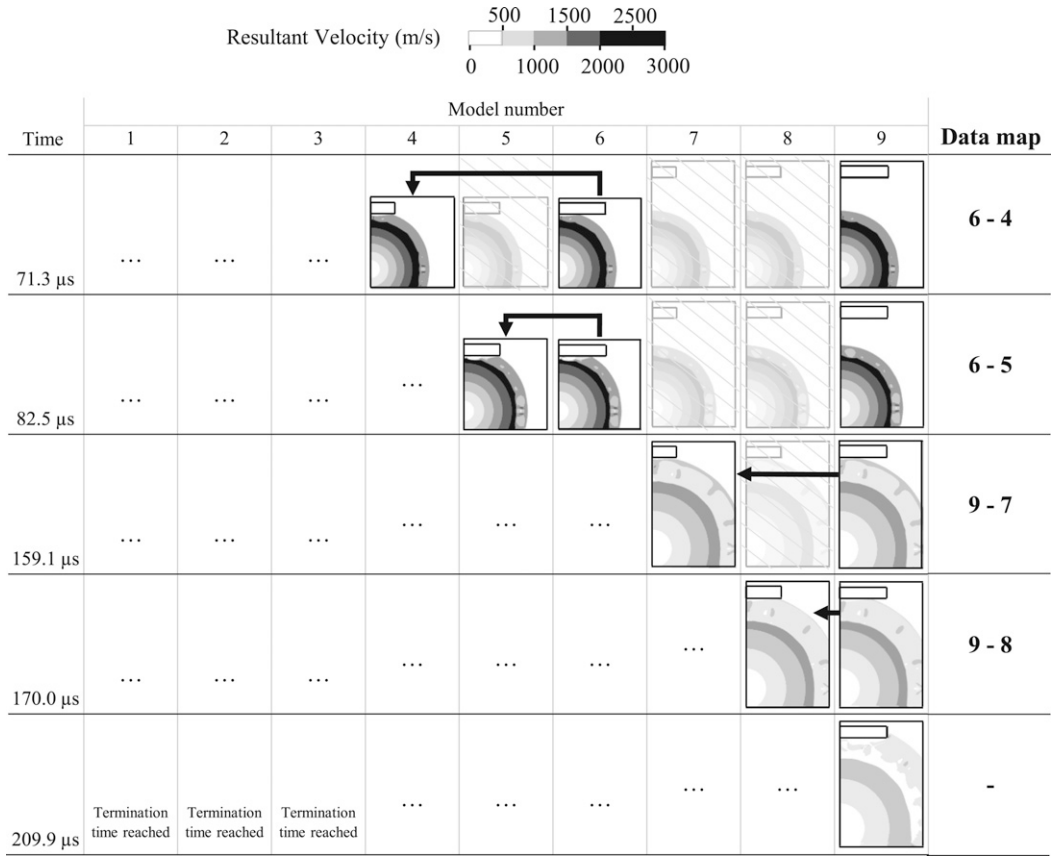 500 1500 2500
Resultant Velocity (m/s)
0 1000 2000 3000
Model number
Time 1 2 3 4 5 6 7 8 9 Data map
... ... ... 6 - 4
71.3 µs
... ... ... ... 6 - 5
82.5 µs
... ... ... ... ... ... 9 - 7
159.1 µs
... ... ... ... ... ... ... 9 - 8
170.0 µs
... ... ... ... ... -
Termination Termination Termination
209.9 µs time reached time reached time reached